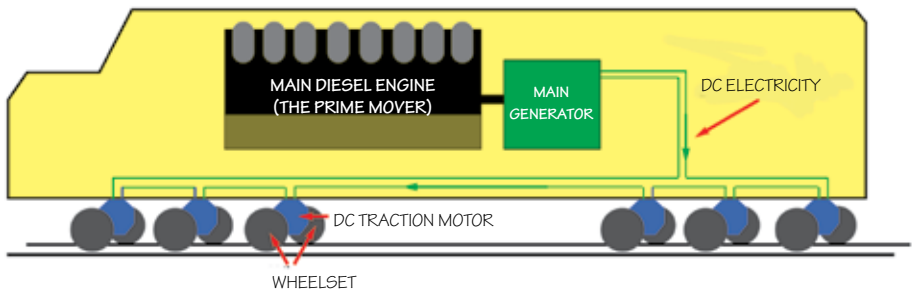 MAIN DIESEL ENGINE
(THE PRIME MOVER)
MAIN
GENERATOR
DC ELECTRICITY
DC TRACTION MOTOR
WHEELSET